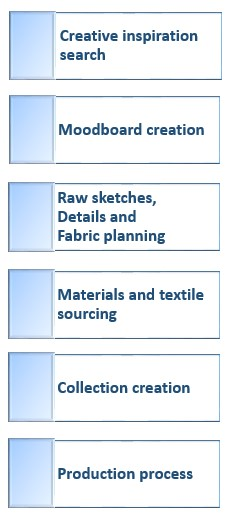 Creative inspiration
search
Moodboard creation
Raw sketches,
Details and
Fabric planning
Materials and textile
sourcing
Collection creation
Production process